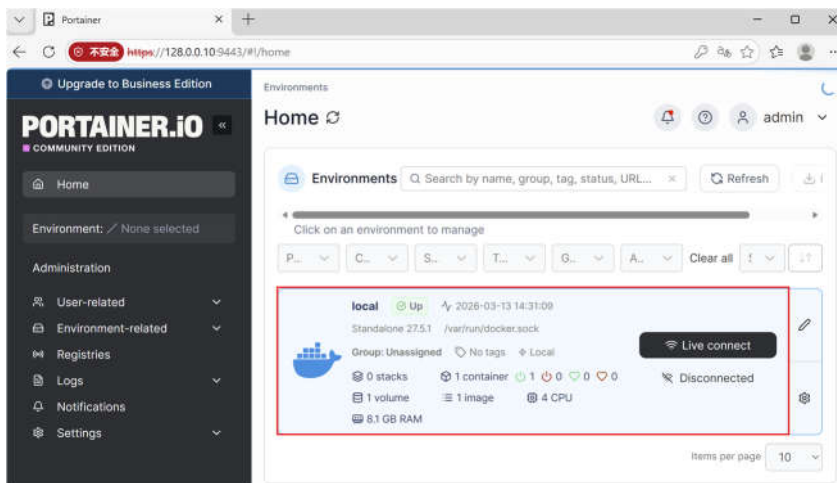 Portainer
不安全 https://128.0.0.10:9443/#!/home
Upgrade to Business Edition
PORTAINER.iO
COMMUNITY EDITION
Home
Environment: None selected
Administration
User-related
Environment-related
Registries
Logs
Notifications
Settings
Environments
Home
admin
Environments Search by name, group, tag, status, URL... Refresh
Click on an environment to manage
P... C... S... T... G... A... Clear all
local Up 2026-03-13 14:31:09
Standalone 27.5.1 /var/run/docker.sock
Group: Unassigned No tags Local
Live connect
0 stacks 1 container 1 0 0 0
Disconnected
1 volume 1 image 4 CPU
8.1 GB RAM
Items per page 10